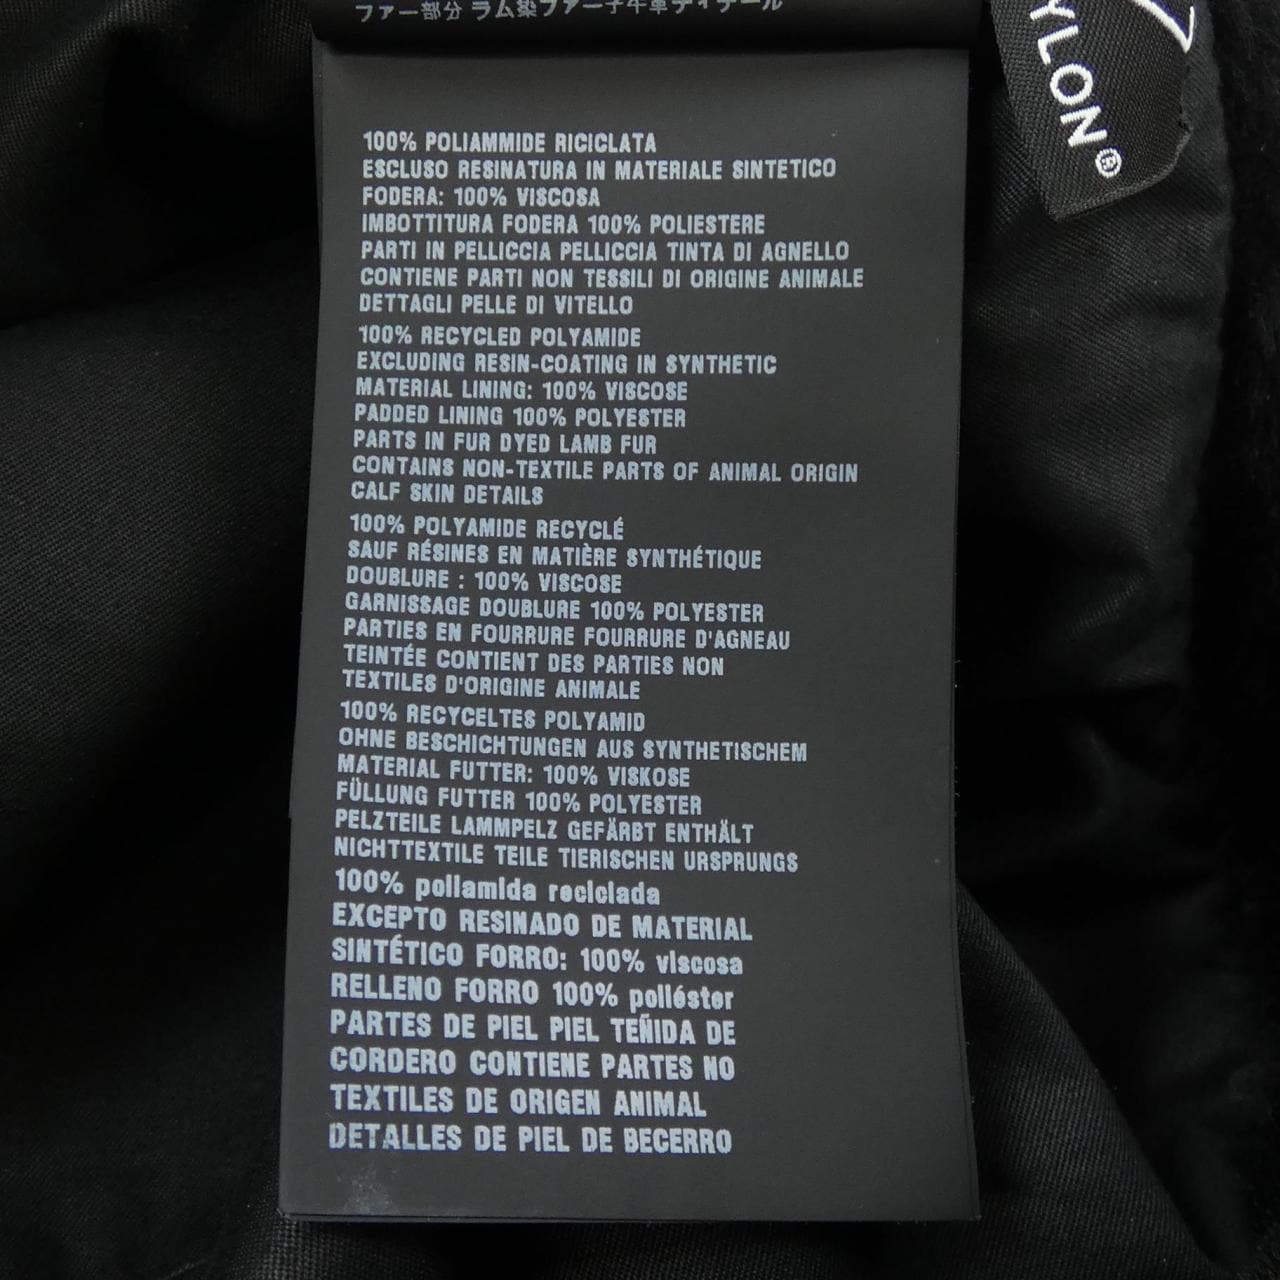 ファー部分 ラム染ファー子牛革ディテール
YLON®
100% POLIAMMIDE RICICLATA
ESCLUSO RESINATURA IN MATERIALE SINTETICO
FODERA: 100% VISCOSA
IMBOTTITURA FODERA 100% POLIESTERE
PARTI IN PELLICCIA PELLICCIA TINTA DI AGNELLO
CONTIENE PARTI NON TESSILI DI ORIGINE ANIMALE
DETTAGLI PELLE DI VITELLO
100% RECYCLED POLYAMIDE
EXCLUDING RESIN-COATING IN SYNTHETIC
MATERIAL LINING: 100% VISCOSE
PADDED LINING 100% POLYESTER
PARTS IN FUR DYED LAMB FUR
CONTAINS NON-TEXTILE PARTS OF ANIMAL ORIGIN
CALF SKIN DETAILS
100% POLYAMIDE RECYCLÉ
SAUF RÉSINES EN MATIÈRE SYNTHÉTIQUE
DOUBLURE : 100% VISCOSE
GARNISSAGE DOUBLURE 100% POLYESTER
PARTIES EN FOURRURE FOURRURE D'AGNEAU
TEINTÉE CONTIENT DES PARTIES NON
TEXTILES D'ORIGINE ANIMALE
100% RECYCELTES POLYAMID
OHNE BESCHICHTUNGEN AUS SYNTHETISCHEM
MATERIAL FUTTER: 100% VISKOSE
FÜLLUNG FUTTER 100% POLYESTER
PELZTEILE LAMMPELZ GEFÄRBT ENTHÄLT
NICHTTEXTILE TEILE TIERISCHEN URSPRUNGS
100% poliamida reciclada
EXCEPTO RESINADO DE MATERIAL
SINTÉTICO FORRO: 100% viscosa
RELLENO FORRO 100% poliéster
PARTES DE PIEL PIEL TEÑIDA DE
CORDERO CONTIENE PARTES NO
TEXTILES DE ORIGEN ANIMAL
DETALLES DE PIEL DE BECERRO